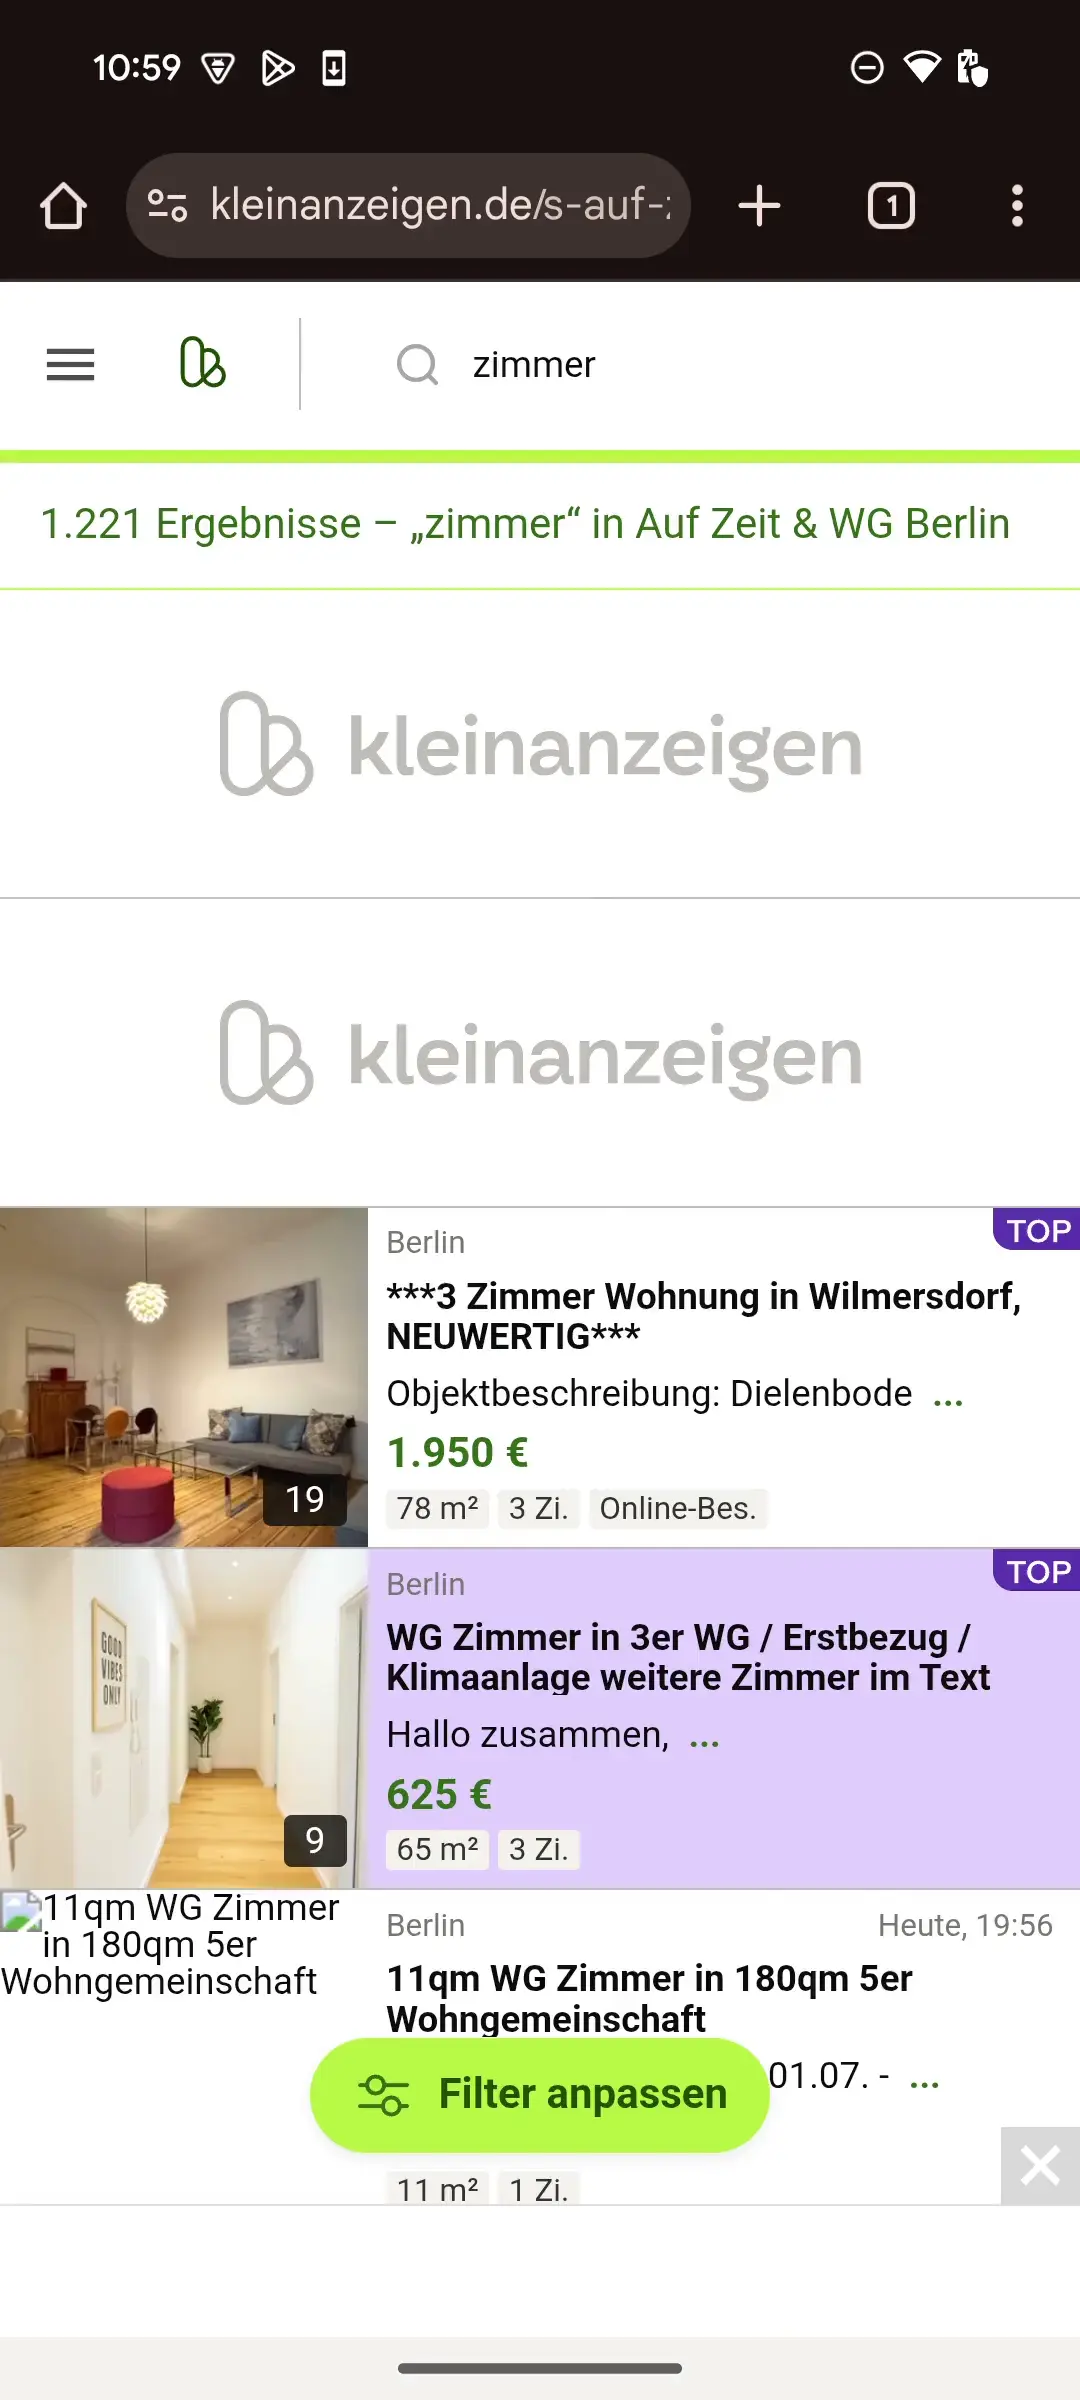 10:59
kleinanzeigen.de/s-auf-
1
zimmer
1.221 Ergebnisse – „zimmer“ in Auf Zeit & WG Berlin
kleinanzeigen
kleinanzeigen
Berlin
TOP
***3 Zimmer Wohnung in Wilmersdorf,
NEUWERTIG***
Objektbeschreibung: Dielenbode ...
1.950 €
19
78 m² 3 Zi. Online-Bes.
Berlin
TOP
WG Zimmer in 3er WG / Erstbezug /
Klimaanlage weitere Zimmer im Text
GOOD
VIBES
ONLY
Hallo zusammen, ...
625 €
9
65 m² 3 Zi.
11qm WG Zimmer
in 180qm 5er
Wohngemeinschaft
Berlin
Heute, 19:56
11qm WG Zimmer in 180qm 5er
Wohngemeinschaft
01.07. - ...
Filter anpassen
11 m² 1 Zi.